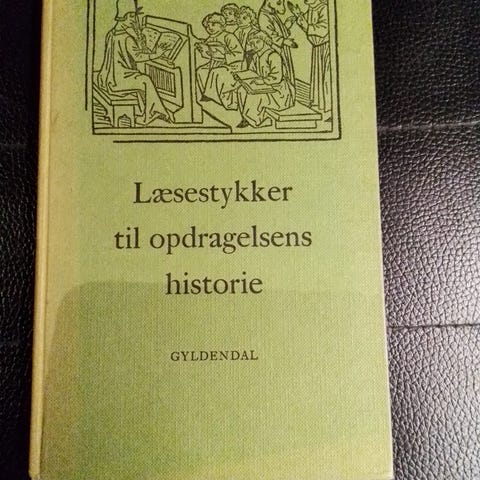 Læsestykker
til opdragelsens
historie
GYLDENDAL